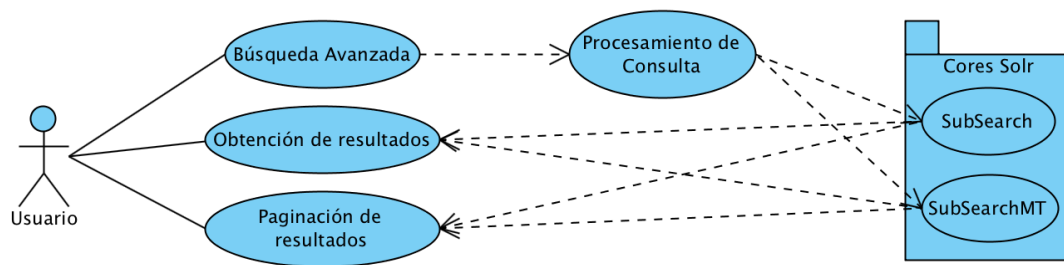 Búsqueda Avanzada
Procesamiento de
Consulta
Cores Solr
SubSearch
Obtención de resultados
Usuario
Paginación de
resultados
SubSearchMT